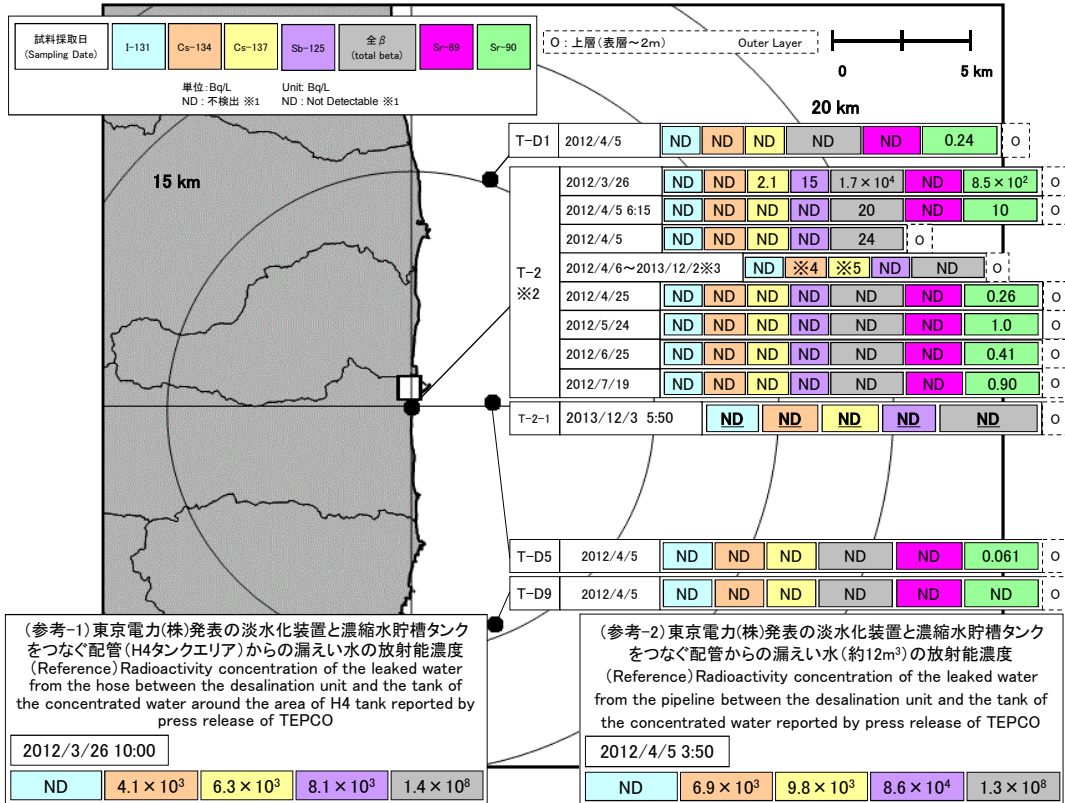 試料採取日
(Sampling Date)
I-131
Cs-134
Cs-137
Sb-125
全β
(total beta)
Sr-89
Sr-90
単位:Bq/L Unit: Bq/L
ND : 不検出 ※1 ND : Not Detectable ※1
O : 上層(表層~2m) Outer Layer
0 5 km
20 km
15 km
T-D1 2012/4/5 ND ND ND ND ND 0.24 O
T-2
※2
2012/3/26 ND ND 2.1 15 1.7×10⁴ ND 8.5×10² O
2012/4/5 6:15 ND ND ND ND 20 ND 10 O
2012/4/5 ND ND ND ND 24 O
2012/4/6~2013/12/2※3 ND ※4 ※5 ND ND O
2012/4/25 ND ND ND ND ND ND 0.26 O
2012/5/24 ND ND ND ND ND ND 1.0 O
2012/6/25 ND ND ND ND ND ND 0.41 O
2012/7/19 ND ND ND ND ND ND 0.90 O
T-2-1 2013/12/3 5:50 ND ND ND ND ND O
T-D5 2012/4/5 ND ND ND ND ND 0.061 O
T-D9 2012/4/5 ND ND ND ND ND ND O
(参考-1)東京電力(株)発表の淡水化装置と濃縮水貯槽タンク
をつなぐ配管(H4タンクエリア)からの漏えい水の放射能濃度
(Reference) Radioactivity concentration of the leaked water
from the hose between the desalination unit and the tank of
the concentrated water around the area of H4 tank reported by
press release of TEPCO
2012/3/26 10:00
ND 4.1×10³ 6.3×10³ 8.1×10³ 1.4×10⁸
(参考-2)東京電力(株)発表の淡水化装置と濃縮水貯槽タンク
をつなぐ配管からの漏えい水(約12m³)の放射能濃度
(Reference) Radioactivity concentration of the leaked water
from the pipeline between the desalination unit and the tank of
the concentrated water reported by press release of TEPCO
2012/4/5 3:50
ND 6.9×10³ 9.8×10³ 8.6×10⁴ 1.3×10⁸